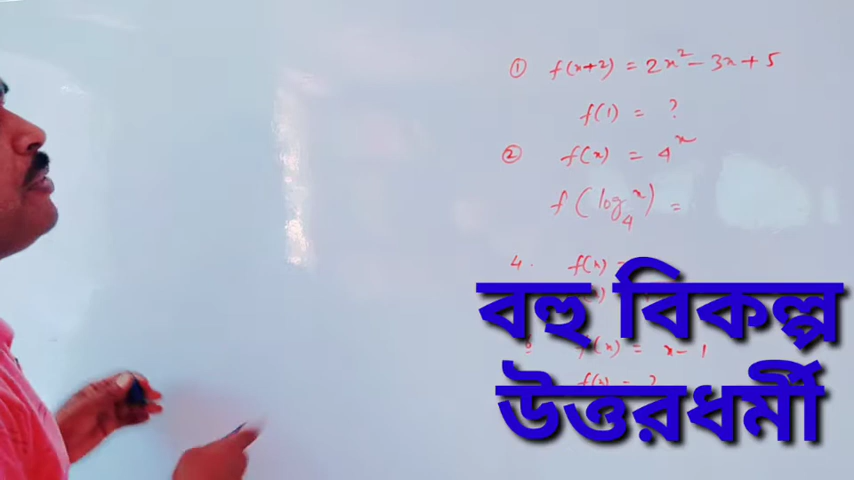 ① f(x+2) = 2x² - 3x + 5
f(1) = ?
② f(x) = 4ˣ
f(log₄ˣ) =
4. f(x) =
f(x) = x - 1
f(x) = ?
বহু বিকল্প
উত্তরধর্মী